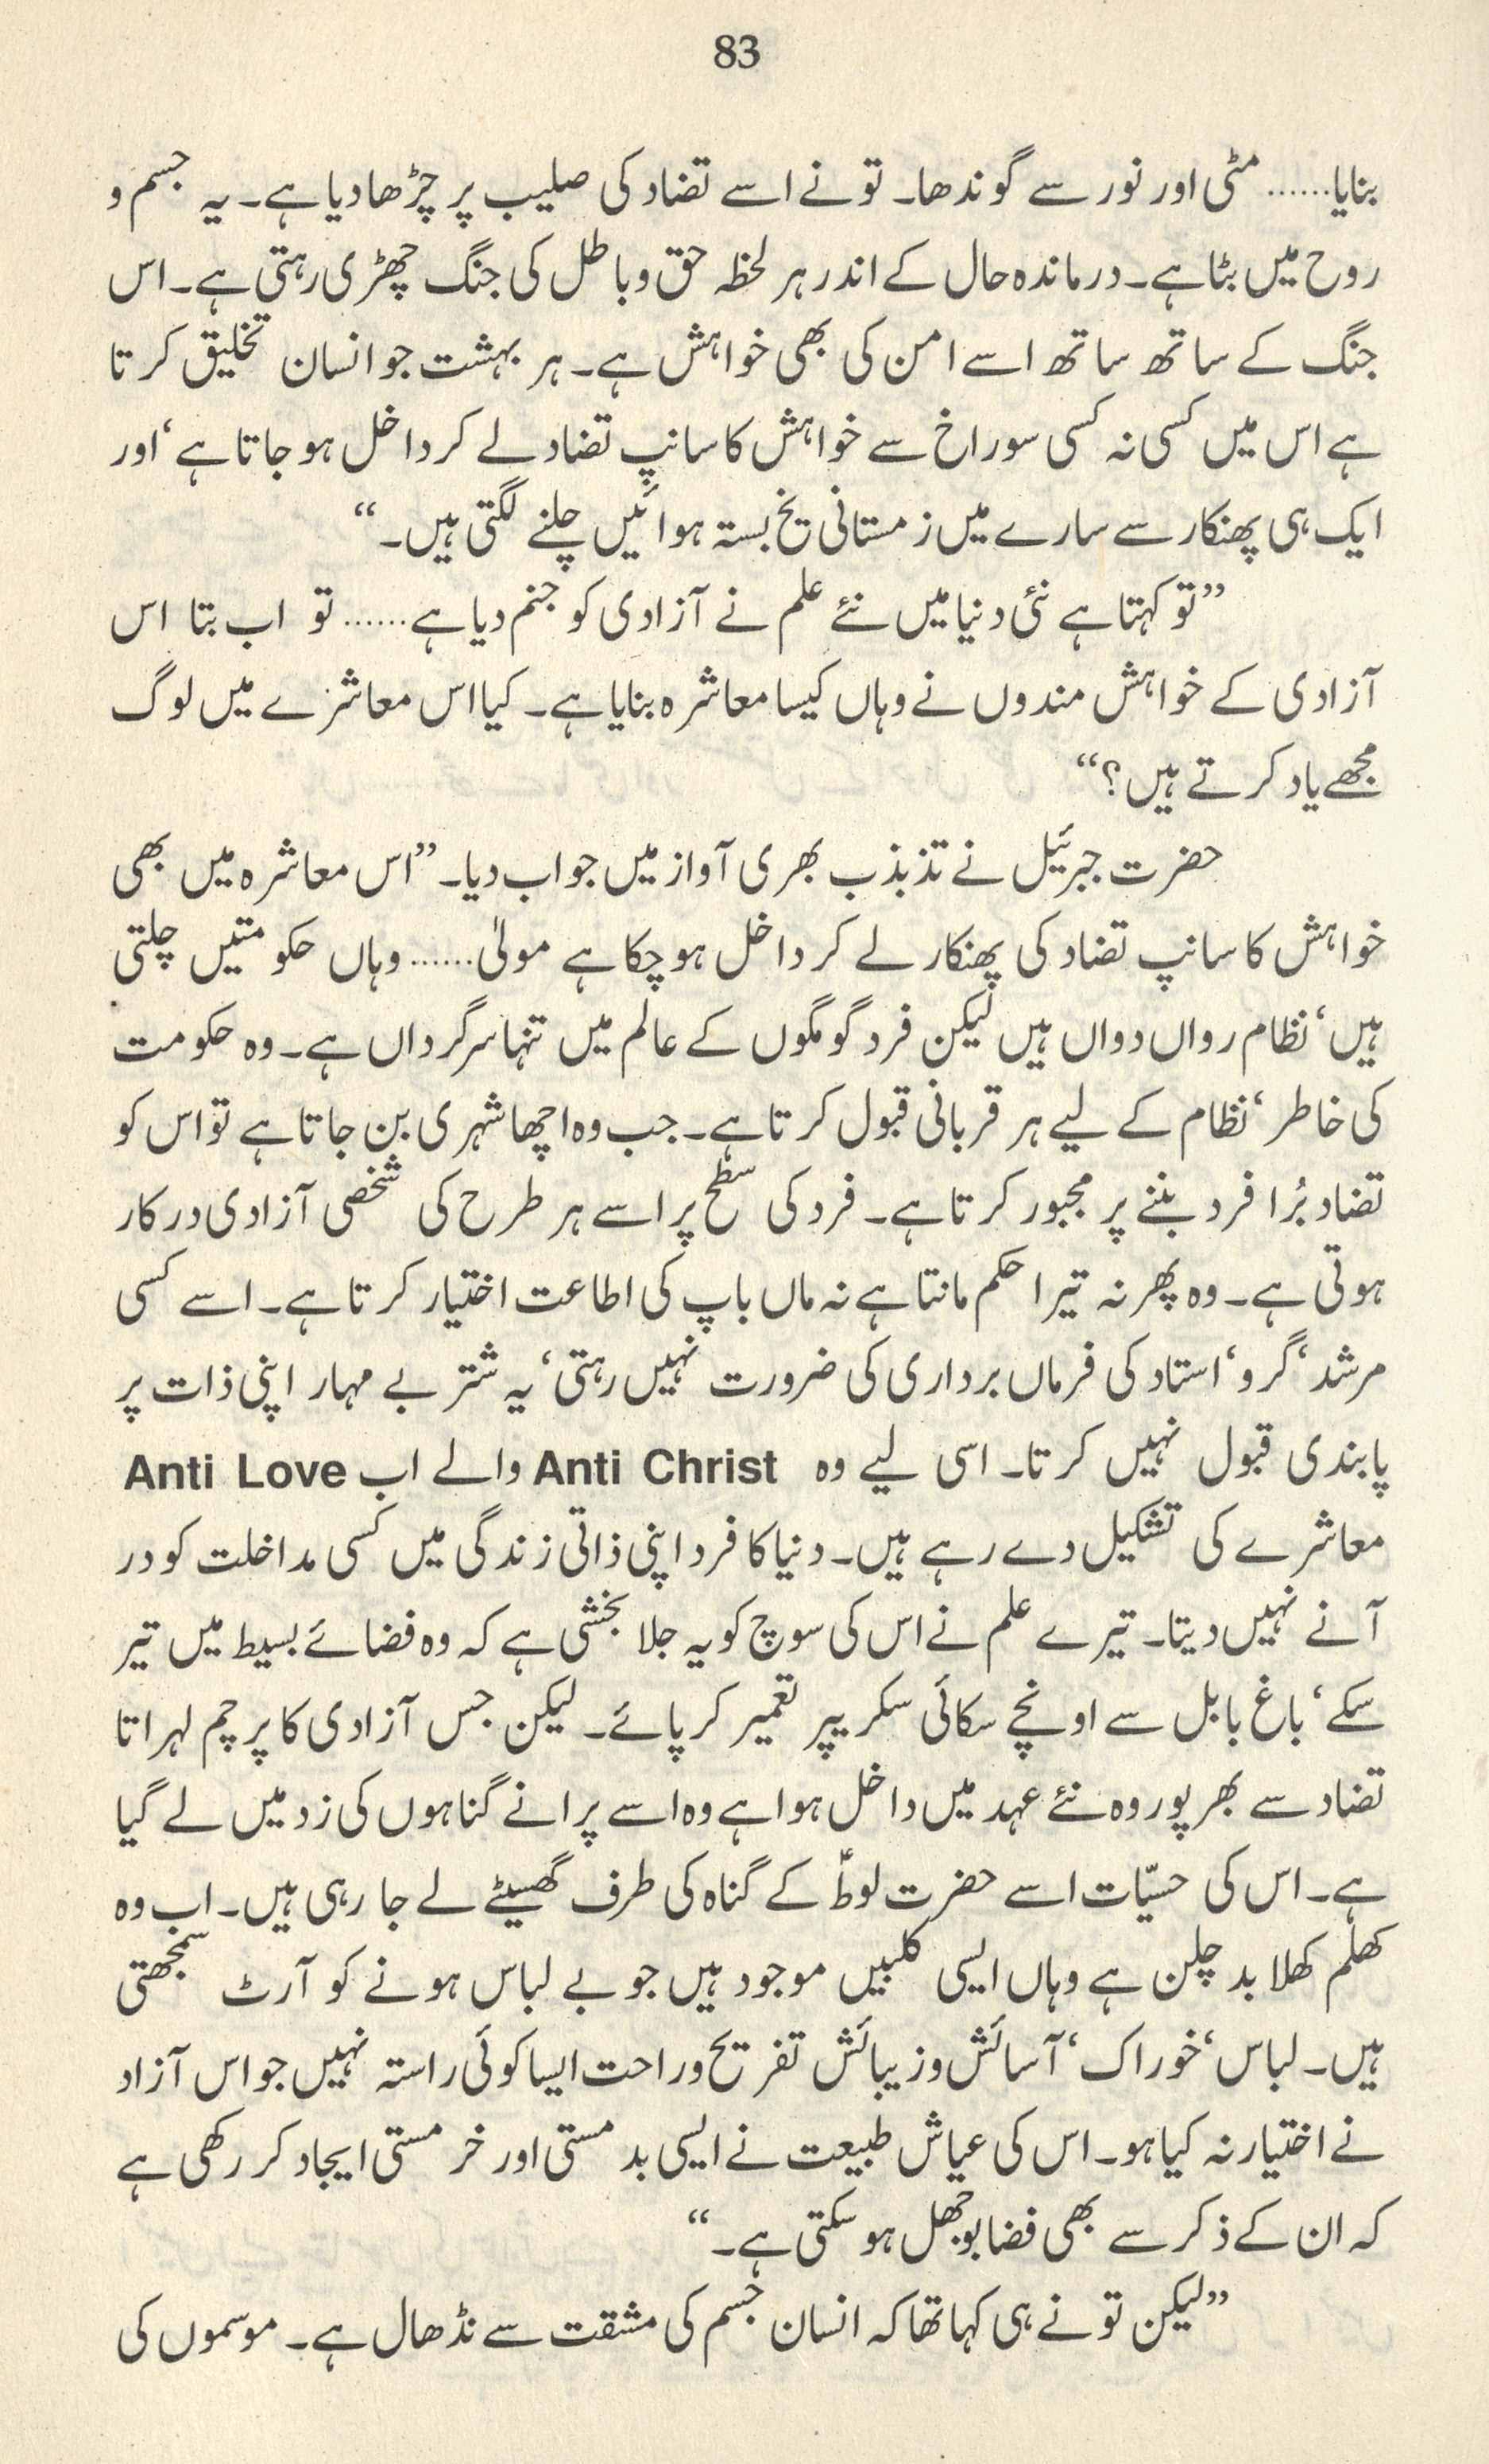 83
بنایا...... مٹی اور نور سے گوندھا۔ تو نے اسے تضاد کی صلیب پر چڑھا دیا ہے۔ یہ جسم و
روح میں بٹا ہے۔ درماندہ حال کے اندر ہر لحظہ حق و باطل کی جنگ چھڑی رہتی ہے۔ اس
جنگ کے ساتھ ساتھ اسے امن کی بھی خواہش ہے۔ ہر بہشت جو انسان تخلیق کرتا
ہے اس میں کسی نہ کسی سوراخ سے خواہش کا سانپ تضاد لے کر داخل ہو جاتا ہے‘ اور
ایک ہی پھنکار سے سارے میں زمستانی یخ بستہ ہوائیں چلنے لگتی ہیں۔“
”تو کہتا ہے نئی دنیا میں نئے علم نے آزادی کو جنم دیا ہے...... تو اب بتا اس
آزادی کے خواہش مندوں نے وہاں کیسا معاشرہ بنایا ہے۔ کیا اس معاشرے میں لوگ
مجھے یاد کرتے ہیں؟“
حضرت جبرئیل نے تذبذب بھری آواز میں جواب دیا۔ ”اس معاشرہ میں بھی
خواہش کا سانپ تضاد کی پھنکار لے کر داخل ہو چکا ہے مولیٰ...... وہاں حکومتیں چلتی
ہیں‘ نظام رواں دواں ہیں لیکن فرد گومگوں کے عالم میں تنہا سرگرداں ہے۔ وہ حکومت
کی خاطر‘ نظام کے لیے ہر قربانی قبول کرتا ہے۔ جب وہ اچھا شہری بن جاتا ہے تو اس کو
تضاد بُرا فرد بننے پر مجبور کرتا ہے۔ فرد کی سطح پر اسے ہر طرح کی شخصی آزادی درکار
ہوتی ہے۔ وہ پھر نہ تیرا حکم مانتا ہے نہ ماں باپ کی اطاعت اختیار کرتا ہے۔ اسے کسی
مرشد‘ گرو‘ استاد کی فرماں برداری کی ضرورت نہیں رہتی‘ یہ شتر بے مہار اپنی ذات پر
پابندی قبول نہیں کرتا۔ اسی لیے وہ Anti Christ والے اب Anti Love
معاشرے کی تشکیل دے رہے ہیں۔ دنیا کا فرد اپنی ذاتی زندگی میں کسی مداخلت کو در
آنے نہیں دیتا۔ تیرے علم نے اس کی سوچ کو یہ جلا بخشی ہے کہ وہ فضائے بسیط میں تیر
سکے‘ باغ بابل سے اونچے سکائی سکریپر تعمیر کر پائے۔ لیکن جس آزادی کا پرچم لہراتا
تضاد سے بھرپور وہ نئے عہد میں داخل ہوا ہے وہ اسے پرانے گناہوں کی زد میں لے گیا
ہے۔ اس کی حسیّات اسے حضرت لوطؑ کے گناہ کی طرف گھسیٹے لے جا رہی ہیں۔ اب وہ
کھلم کھلا بد چلن ہے وہاں ایسی کلبیں موجود ہیں جو بے لباس ہونے کو آرٹ سمجھتی
ہیں۔ لباس‘ خوراک‘ آسائش و زیبائش تفریح و راحت ایسا کوئی راستہ نہیں جو اس آزاد
نے اختیار نہ کیا ہو۔ اس کی عیاش طبیعت نے ایسی بد مستی اور خر مستی ایجاد کر رکھی ہے
کہ ان کے ذکر سے بھی فضا بوجھل ہو سکتی ہے۔“
”لیکن تو نے ہی کہا تھا کہ انسان جسم کی مشقت سے نڈھال ہے۔ موسموں کی